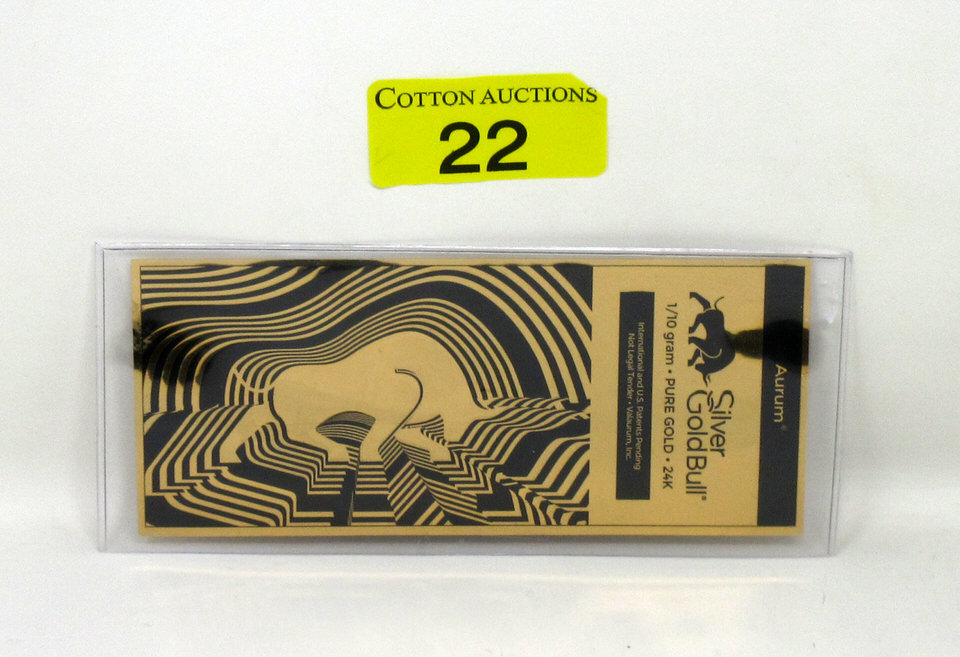 COTTON AUCTIONS
22
Aurum®
Silver
GoldBull®
1/10 gram • PURE GOLD • 24K
International and U.S. Patents Pending
Not Legal Tender • Valaurum, Inc.